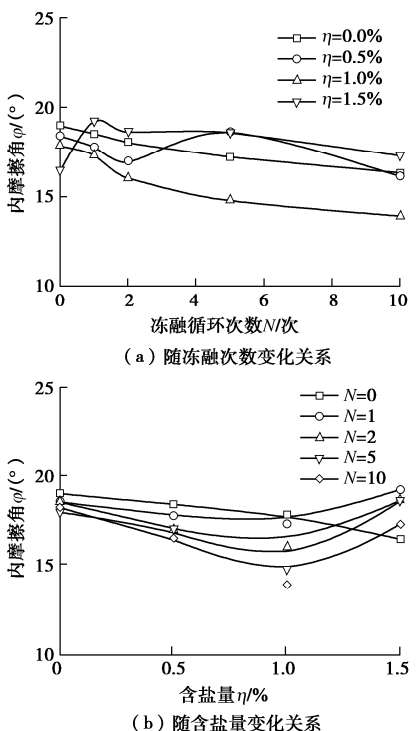 25
20
15
10
内摩擦角φ/(°)
η=0.0%
η=0.5%
η=1.0%
η=1.5%
0 2 4 6 8 10
冻融循环次数N/次
（a）随冻融次数变化关系
25
20
15
10
内摩擦角φ/(°)
N=0
N=1
N=2
N=5
N=10
0 0.5 1.0 1.5
含盐量η/%
（b）随含盐量变化关系